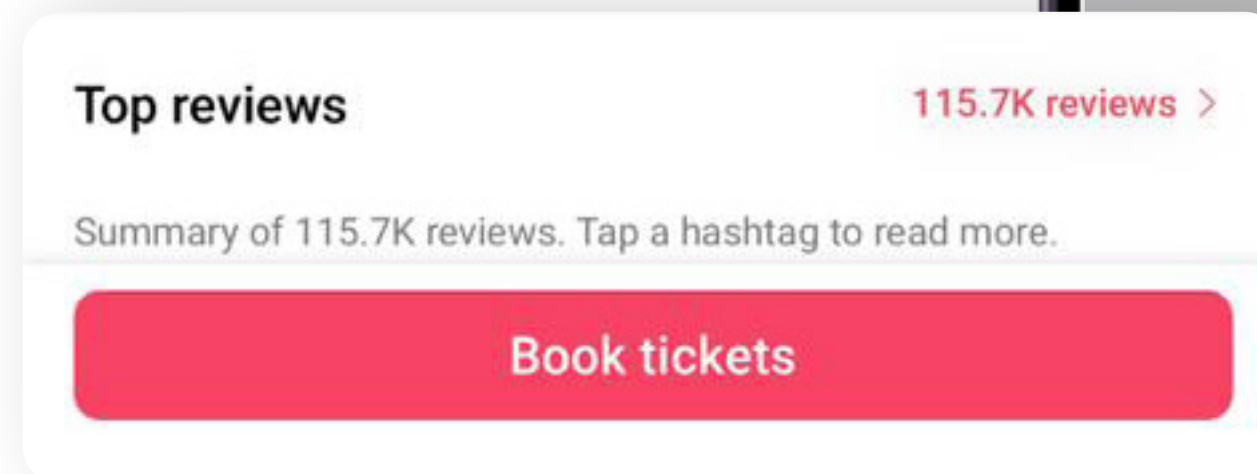 Top reviews
115.7K reviews >
Summary of 115.7K reviews. Tap a hashtag to read more.
Book tickets